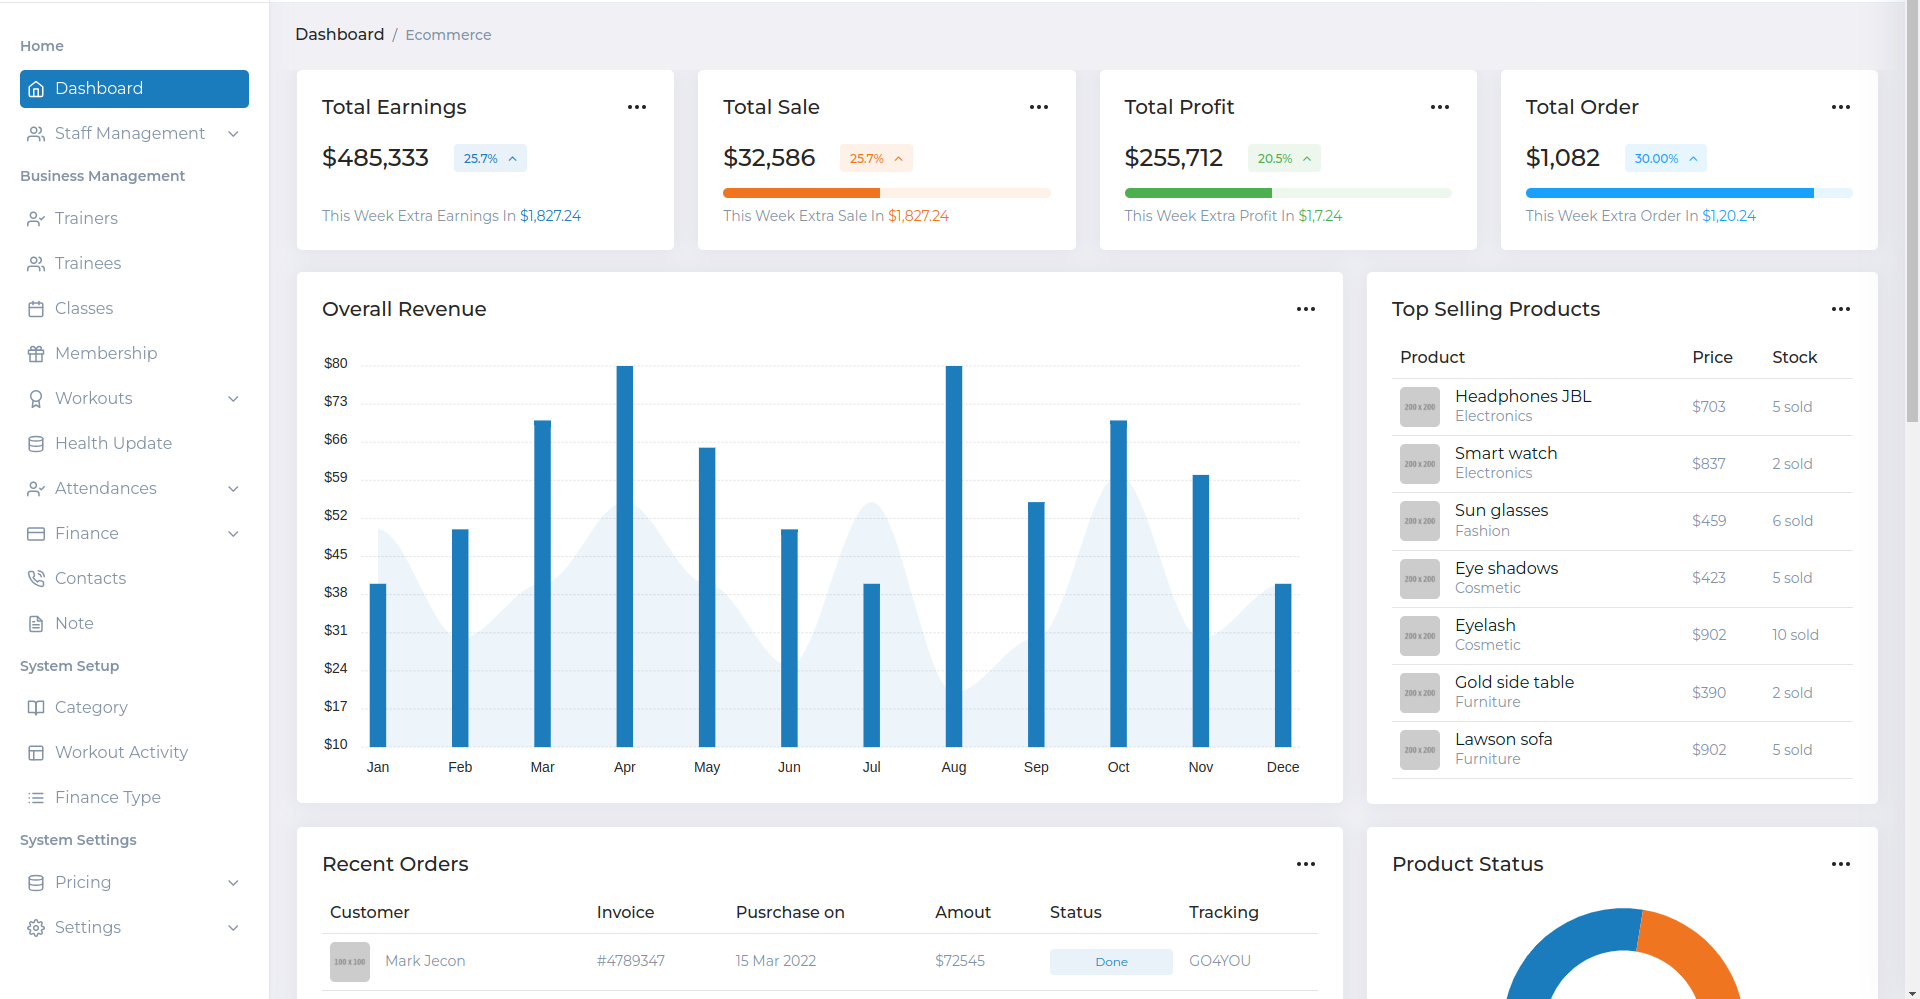 Home
Dashboard
Staff Management
Business Management
Trainers
Trainees
Classes
Membership
Workouts
Health Update
Attendances
Finance
Contacts
Note
System Setup
Category
Workout Activity
Finance Type
System Settings
Pricing
Settings
Dashboard / Ecommerce
Total Earnings
$485,333 25.7%
This Week Extra Earnings In $1,827.24
Total Sale
$32,586 25.7%
This Week Extra Sale In $1,827.24
Total Profit
$255,712 20.5%
This Week Extra Profit In $1,7.24
Total Order
$1,082 30.00%
This Week Extra Order In $1,20.24
Overall Revenue
$80
$73
$66
$59
$52
$45
$38
$31
$24
$17
$10
Jan Feb Mar Apr May Jun Jul Aug Sep Oct Nov Dece
Top Selling Products
Product Price Stock
200 x 200 Headphones JBL $703 5 sold
Electronics
200 x 200 Smart watch $837 2 sold
Electronics
200 x 200 Sun glasses $459 6 sold
Fashion
200 x 200 Eye shadows $423 5 sold
Cosmetic
200 x 200 Eyelash $902 10 sold
Cosmetic
200 x 200 Gold side table $390 2 sold
Furniture
200 x 200 Lawson sofa $902 5 sold
Furniture
Recent Orders
Customer Invoice Pusrchase on Amout Status Tracking
100 x 100 Mark Jecon #4789347 15 Mar 2022 $72545 Done GO4YOU
Product Status